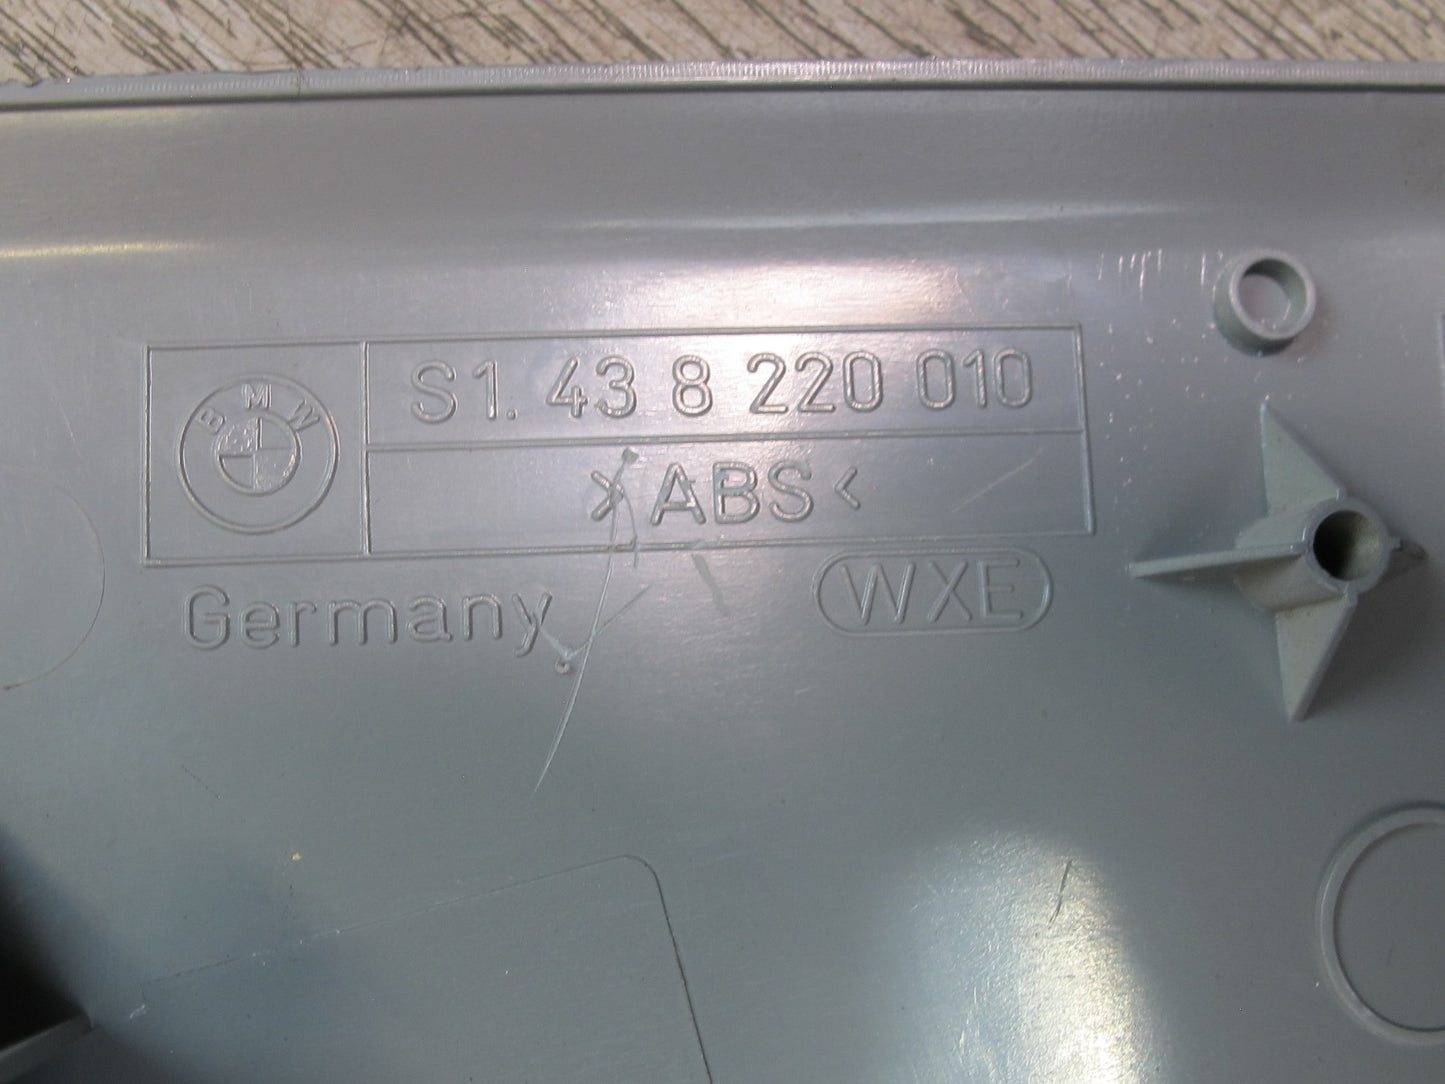 BMW
S1. 43 8 220 010
>ABS<
Germany
WXE